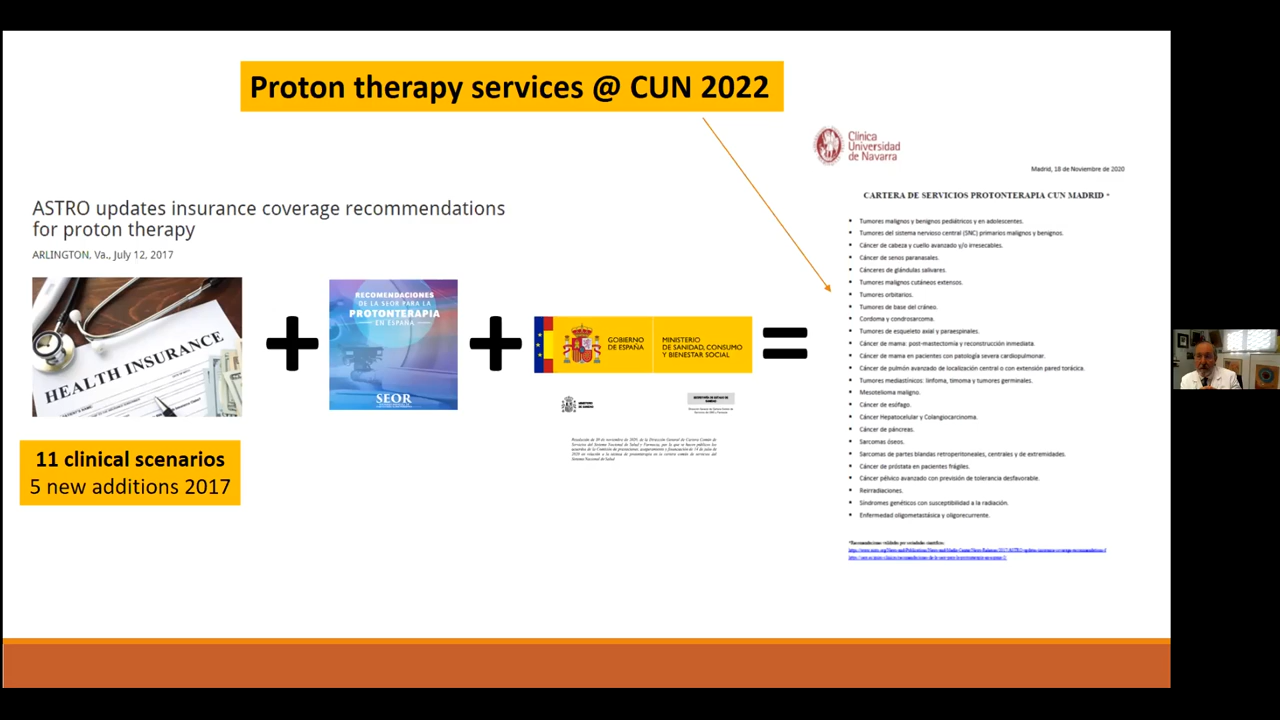 Proton therapy services @ CUN 2022
ASTRO updates insurance coverage recommendations
for proton therapy
ARLINGTON, Va., July 12, 2017
HEALTH INSURANCE
11 clinical scenarios
5 new additions 2017
RECOMENDACIONES
DE LA SEOR PARA LA
PROTONTERAPIA
EN ESPAÑA
SEOR
GOBIERNO
DE ESPAÑA
MINISTERIO
DE SANIDAD, CONSUMO
Y BIENESTAR SOCIAL
Clínica
Universidad
de Navarra
Madrid, 18 de Noviembre de 2020
CARTERA DE SERVICIOS PROTONTERAPIA CUN MADRID *
Tumores malignos y benignos pediátricos y en adolescentes.
Tumores del sistema nervioso central (SNC) primarios malignos y benignos.
Cáncer de cabeza y cuello avanzado y/o irresecables.
Cáncer de senos paranasales.
Cánceres de glándulas salivares.
Tumores malignos cutáneos extensos.
Tumores orbitarios.
Tumores de base del cráneo.
Cordoma y condrosarcoma.
Tumores de esqueleto axial y paraespinales.
Cáncer de mama: post-mastectomía y reconstrucción inmediata.
Cáncer de mama en pacientes con patología severa cardiopulmonar.
Cáncer de pulmón avanzado de localización central o con extensión pared torácica.
Tumores mediastínicos: linfoma, timoma y tumores germinales.
Mesotelioma maligno.
Cáncer de esófago.
Cáncer Hepatocelular y Colangiocarcinoma.
Cáncer de páncreas.
Sarcomas óseos.
Sarcomas de partes blandas retroperitoneales, centrales y de extremidades.
Cáncer de próstata en pacientes frágiles.
Cáncer pélvico avanzado con previsión de tolerancia desfavorable.
Reirradiaciones.
Síndromes genéticos con susceptibilidad a la radiación.
Enfermedad oligometastásica y oligorecurrente.